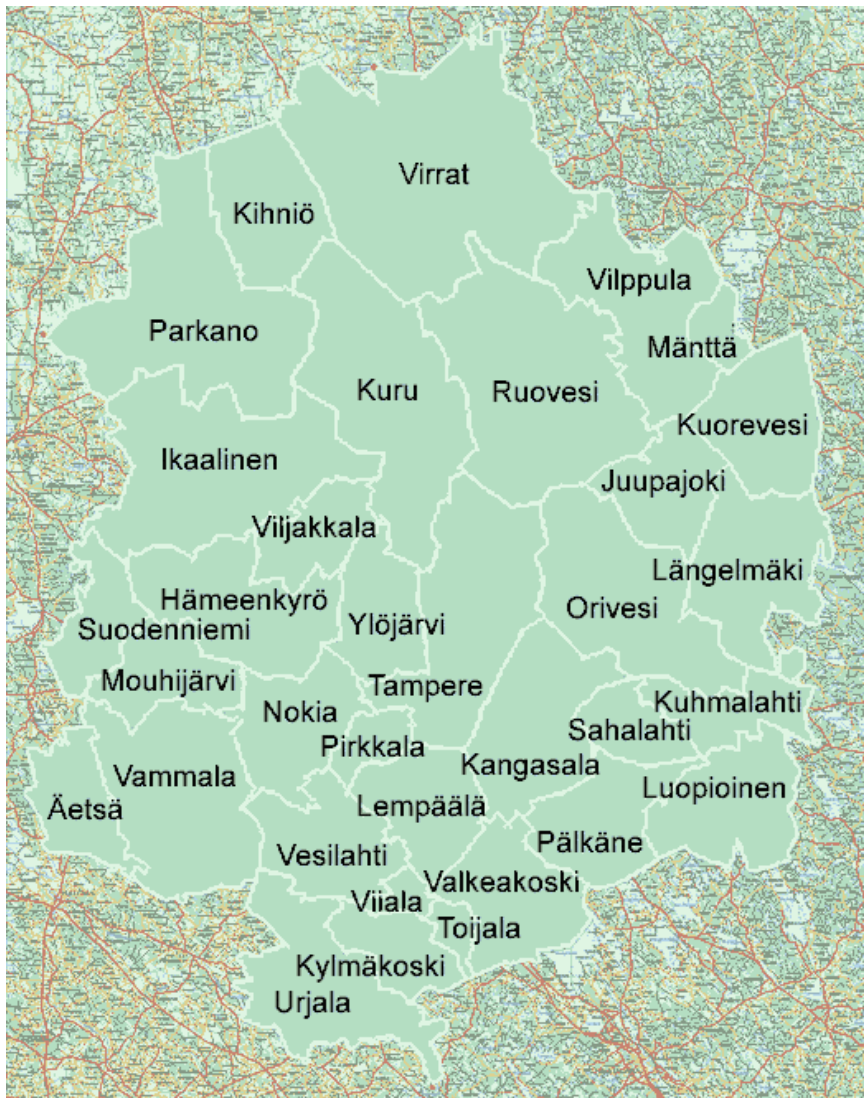 Virrat
Kihniö
Vilppula
Parkano
Mänttä
Kuru
Ruovesi
Kuorevesi
Ikaalinen
Juupajoki
Viljakkala
Längelmäki
Hämeenkyrö
Orivesi
Suodenniemi
Ylöjärvi
Mouhijärvi
Tampere
Kuhmalahti
Nokia
Sahalahti
Pirkkala
Kangasala
Vammala
Luopioinen
Äetsä
Lempäälä
Pälkäne
Vesilahti
Valkeakoski
Viiala
Toijala
Kylmäkoski
Urjala